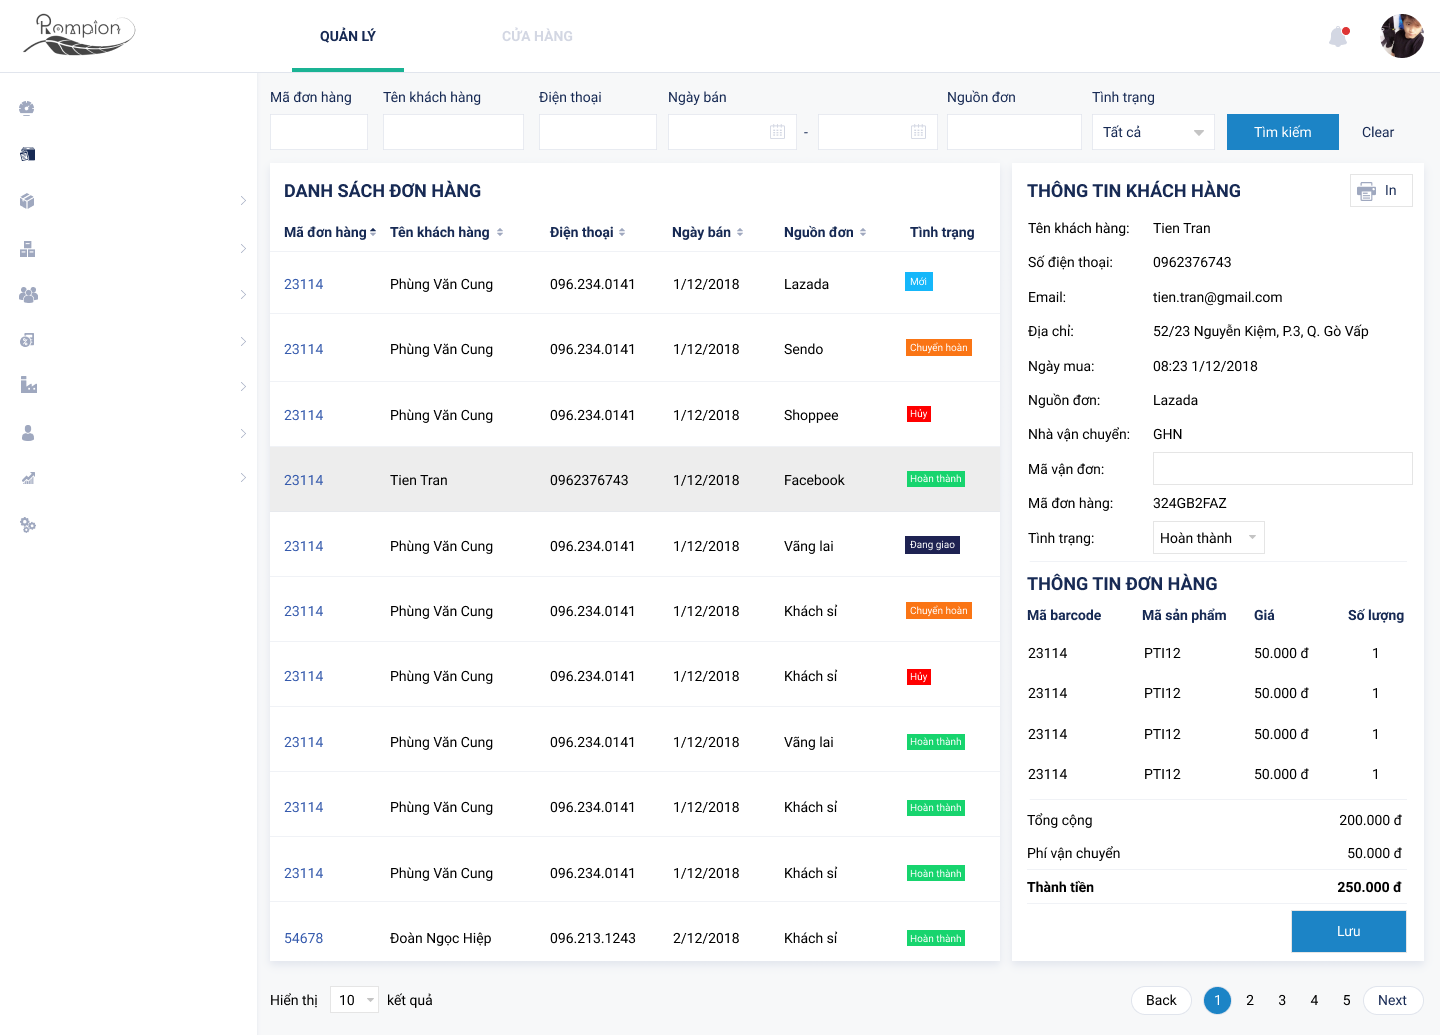 Rompion
QUẢN LÝ
CỬA HÀNG
Mã đơn hàng Tên khách hàng Điện thoại Ngày bán Nguồn đơn Tình trạng
- Tất cả Tìm kiếm Clear
DANH SÁCH ĐƠN HÀNG
Mã đơn hàng Tên khách hàng Điện thoại Ngày bán Nguồn đơn Tình trạng
23114 Phùng Văn Cung 096.234.0141 1/12/2018 Lazada Mới
23114 Phùng Văn Cung 096.234.0141 1/12/2018 Sendo Chuyển hoàn
23114 Phùng Văn Cung 096.234.0141 1/12/2018 Shoppee Hủy
23114 Tien Tran 0962376743 1/12/2018 Facebook Hoàn thành
23114 Phùng Văn Cung 096.234.0141 1/12/2018 Vãng lai Đang giao
23114 Phùng Văn Cung 096.234.0141 1/12/2018 Khách sỉ Chuyển hoàn
23114 Phùng Văn Cung 096.234.0141 1/12/2018 Khách sỉ Hủy
23114 Phùng Văn Cung 096.234.0141 1/12/2018 Vãng lai Hoàn thành
23114 Phùng Văn Cung 096.234.0141 1/12/2018 Khách sỉ Hoàn thành
23114 Phùng Văn Cung 096.234.0141 1/12/2018 Khách sỉ Hoàn thành
54678 Đoàn Ngọc Hiệp 096.213.1243 2/12/2018 Khách sỉ Hoàn thành
THÔNG TIN KHÁCH HÀNG
In
Tên khách hàng: Tien Tran
Số điện thoại: 0962376743
Email: tien.tran@gmail.com
Địa chỉ: 52/23 Nguyễn Kiệm, P.3, Q. Gò Vấp
Ngày mua: 08:23 1/12/2018
Nguồn đơn: Lazada
Nhà vận chuyển: GHN
Mã vận đơn:
Mã đơn hàng: 324GB2FAZ
Tình trạng: Hoàn thành
THÔNG TIN ĐƠN HÀNG
Mã barcode Mã sản phẩm Giá Số lượng
23114 PTI12 50.000 đ 1
23114 PTI12 50.000 đ 1
23114 PTI12 50.000 đ 1
23114 PTI12 50.000 đ 1
Tổng cộng 200.000 đ
Phí vận chuyển 50.000 đ
Thành tiền 250.000 đ
Lưu
Hiển thị 10 kết quả
Back 1 2 3 4 5 Next